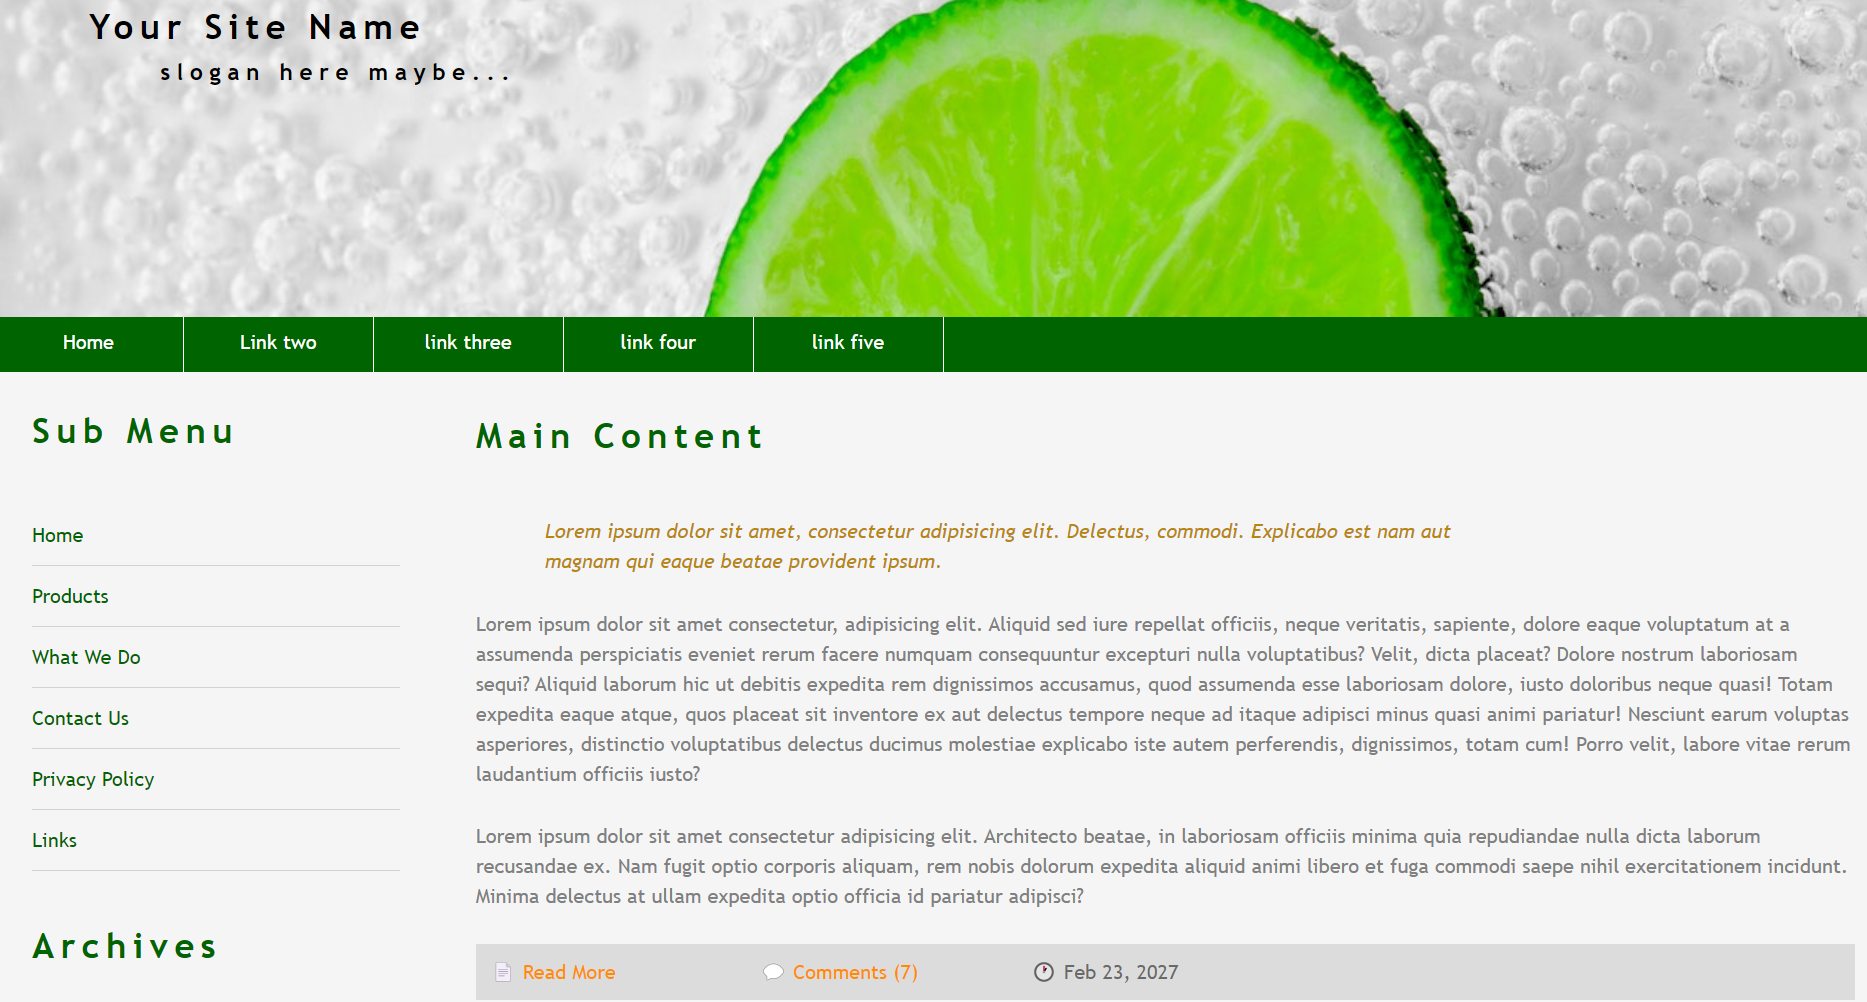 Your Site Name
slogan here maybe...
Home
Link two
link three
link four
link five
Sub Menu
Home
Products
What We Do
Contact Us
Privacy Policy
Links
Archives
Main Content
Lorem ipsum dolor sit amet, consectetur adipisicing elit. Delectus, commodi. Explicabo est nam aut
magnam qui eaque beatae provident ipsum.
Lorem ipsum dolor sit amet consectetur, adipisicing elit. Aliquid sed iure repellat officiis, neque veritatis, sapiente, dolore eaque voluptatum at a
assumenda perspiciatis eveniet rerum facere numquam consequuntur excepturi nulla voluptatibus? Velit, dicta placeat? Dolore nostrum laboriosam
sequi? Aliquid laborum hic ut debitis expedita rem dignissimos accusamus, quod assumenda esse laboriosam dolore, iusto doloribus neque quasi! Totam
expedita eaque atque, quos placeat sit inventore ex aut delectus tempore neque ad itaque adipisci minus quasi animi pariatur! Nesciunt earum voluptas
asperiores, distinctio voluptatibus delectus ducimus molestiae explicabo iste autem perferendis, dignissimos, totam cum! Porro velit, labore vitae rerum
laudantium officiis iusto?
Lorem ipsum dolor sit amet consectetur adipisicing elit. Architecto beatae, in laboriosam officiis minima quia repudiandae nulla dicta laborum
recusandae ex. Nam fugit optio corporis aliquam, rem nobis dolorum expedita aliquid animi libero et fuga commodi saepe nihil exercitationem incidunt.
Minima delectus at ullam expedita optio officia id pariatur adipisci?
Read More
Comments (7)
Feb 23, 2027